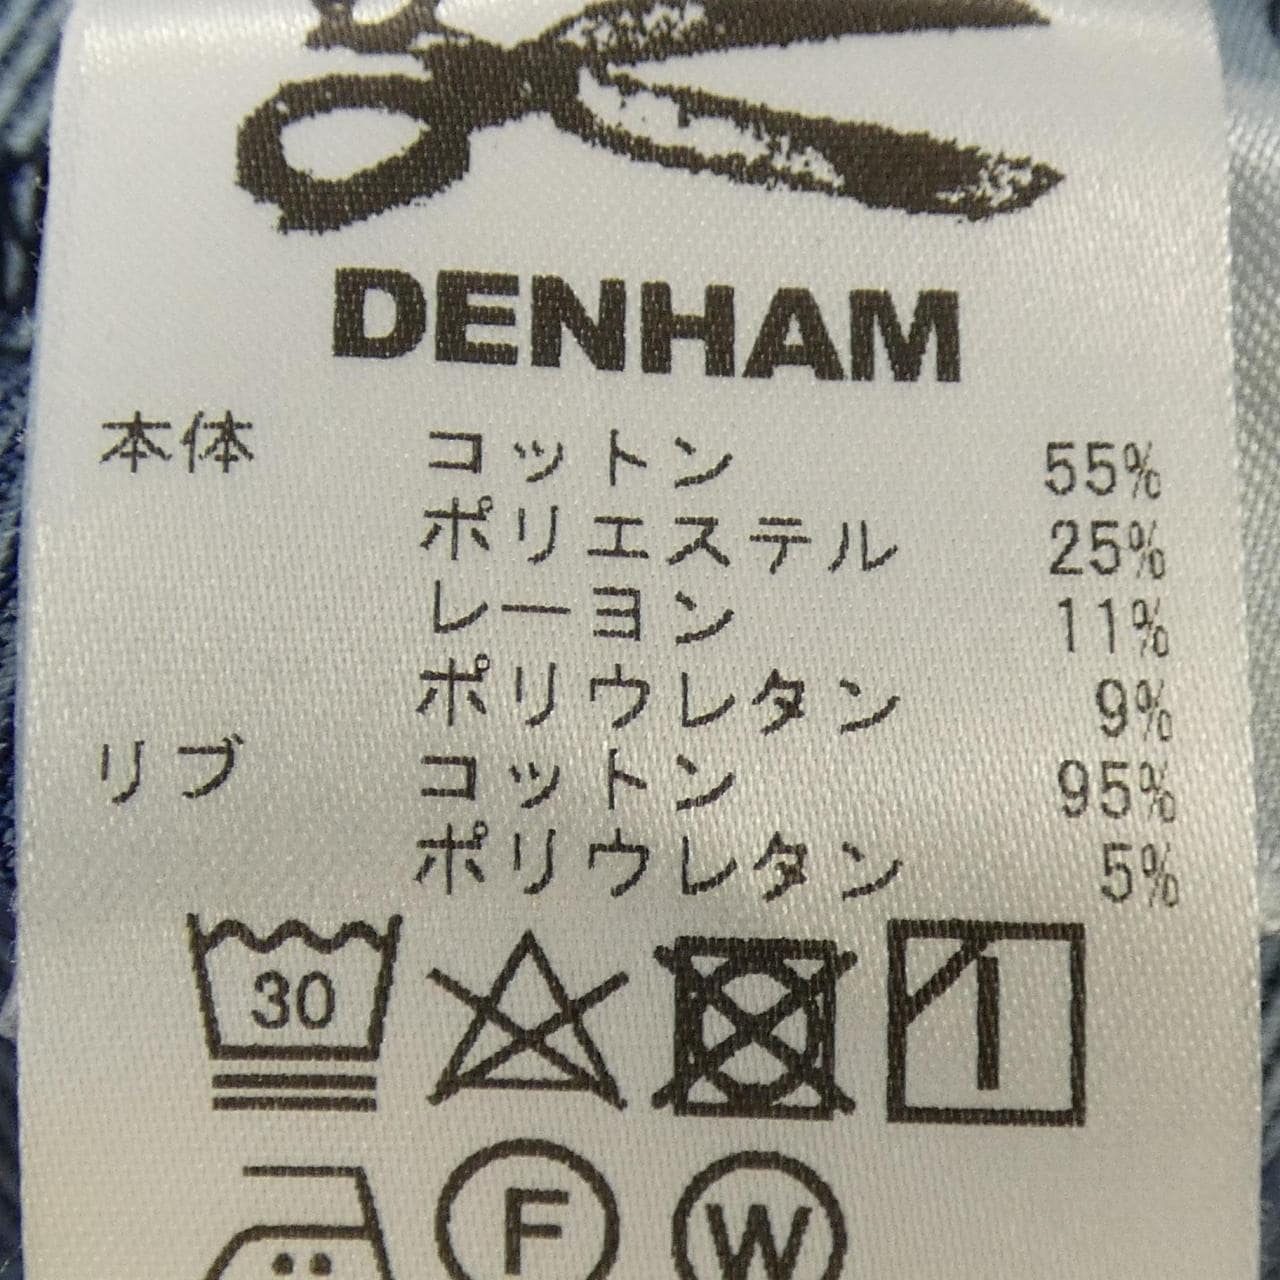 DENHAM
本体 コットン 55%
ポリエステル 25%
レーヨン 11%
ポリウレタン 9%
リブ コットン 95%
ポリウレタン 5%
30
F W